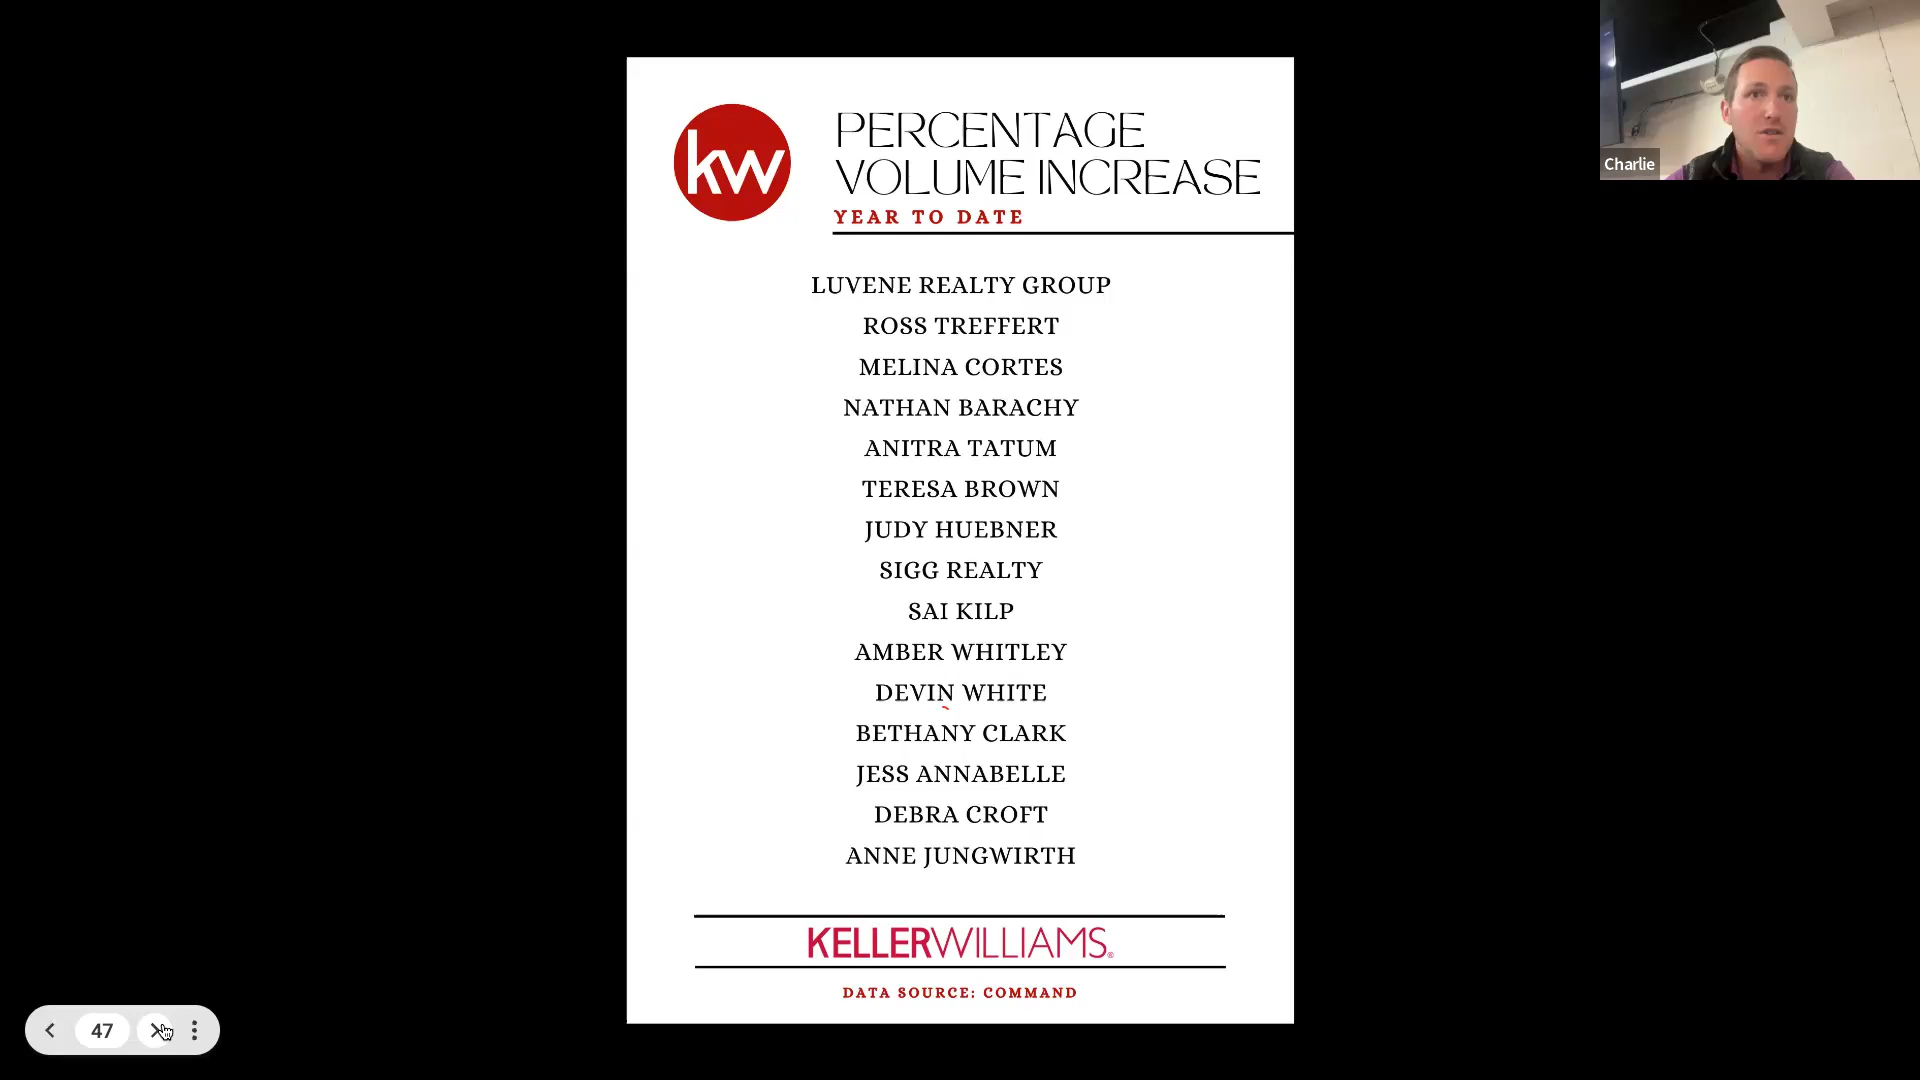 kw
PERCENTAGE
VOLUME INCREASE
YEAR TO DATE
LUVENE REALTY GROUP
ROSS TREFFERT
MELINA CORTES
NATHAN BARACHY
ANITRA TATUM
TERESA BROWN
JUDY HUEBNER
SIGG REALTY
SAI KILP
AMBER WHITLEY
DEVIN WHITE
BETHANY CLARK
JESS ANNABELLE
DEBRA CROFT
ANNE JUNGWIRTH
KELLERWILLIAMS®
DATA SOURCE: COMMAND
Charlie
47